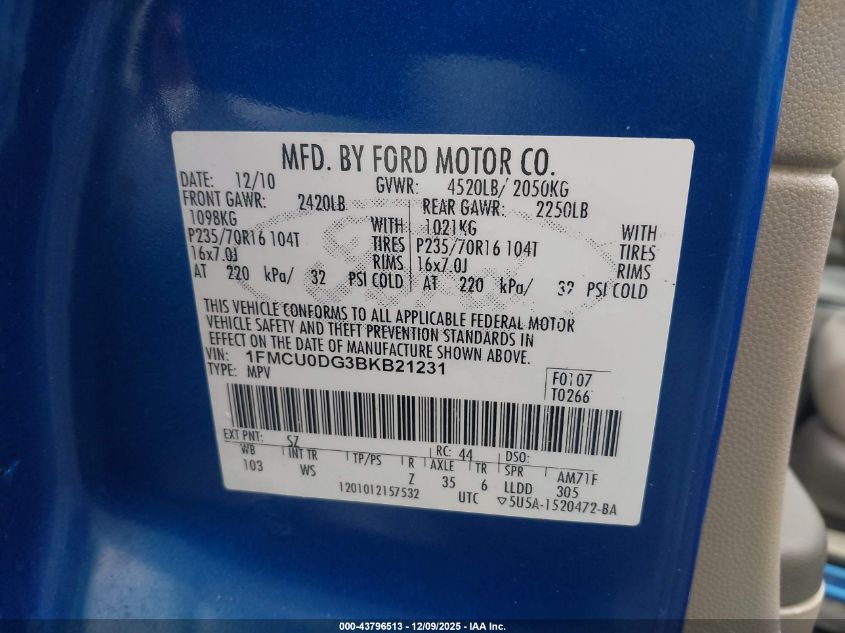 MFD. BY FORD MOTOR CO.
DATE: 12/10 GVWR: 4520LB/ 2050KG
FRONT GAWR: 2420LB REAR GAWR: 2250LB
1098KG WITH 1021KG WITH
P235/70R16 104T TIRES P235/70R16 104T TIRES
16x7.0J RIMS 16x7.0J RIMS
AT 220 kPa/ 32 PSI COLD AT 220 kPa/ 32 PSI COLD
THIS VEHICLE CONFORMS TO ALL APPLICABLE FEDERAL MOTOR
VEHICLE SAFETY AND THEFT PREVENTION STANDARDS IN
EFFECT ON THE DATE OF MANUFACTURE SHOWN ABOVE.
VIN: 1FMCU0DG3BKB21231 F0107
TYPE: MPV T0266
EXT PNT: SZ RC: 44 DSO:
WB INT TR TP/PS R AXLE TR SPR AM71F
103 WS Z 35 6 LLDD 305
1201012157532 UTC ▽5U5A-1520472-BA
000-43796513 | 12/09/2025 - IAA Inc.